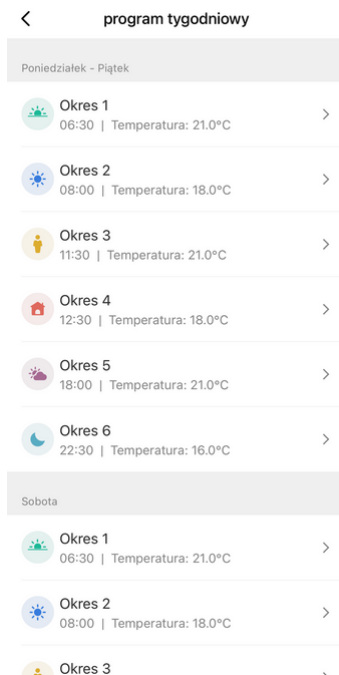 program tygodniowy
Poniedziałek - Piątek
Okres 1
06:30 | Temperatura: 21.0°C
Okres 2
08:00 | Temperatura: 18.0°C
Okres 3
11:30 | Temperatura: 21.0°C
Okres 4
12:30 | Temperatura: 18.0°C
Okres 5
18:00 | Temperatura: 21.0°C
Okres 6
22:30 | Temperatura: 16.0°C
Sobota
Okres 1
06:30 | Temperatura: 21.0°C
Okres 2
08:00 | Temperatura: 18.0°C
Okres 3